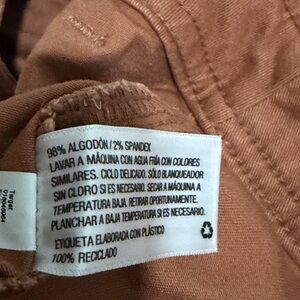 98% ALGODÓN / 2% SPANDEX
LAVAR A MÁQUINA CON AGUA FRÍA CON COLORES
SIMILARES. CICLO DELICADO. SÓLO BLANQUEADOR
SIN CLORO SI ES NECESARIO. SECAR A MÁQUINA A
TEMPERATURA BAJA. RETIRAR OPORTUNAMENTE.
PLANCHAR A BAJA TEMPERATURA SI ES NECESARIO.
ETIQUETA ELABORADA CON PLÁSTICO
100% RECICLADO
Target